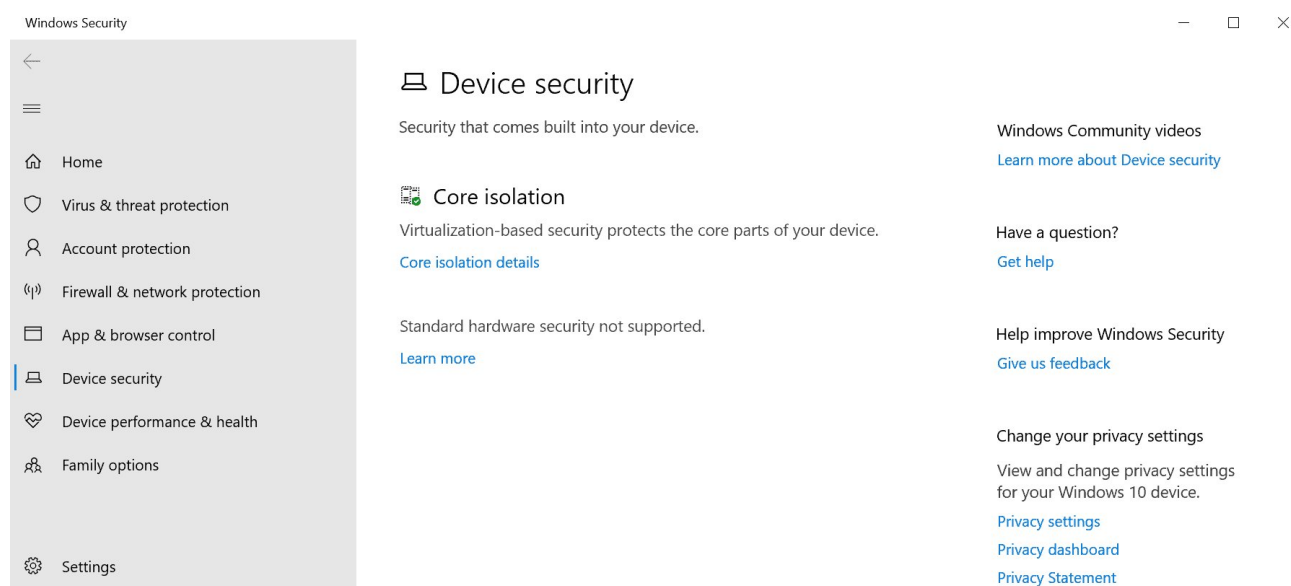 Windows Security
Home
Virus & threat protection
Account protection
Firewall & network protection
App & browser control
Device security
Device performance & health
Family options
Settings
Device security
Security that comes built into your device.
Core isolation
Virtualization-based security protects the core parts of your device.
Core isolation details
Standard hardware security not supported.
Learn more
Windows Community videos
Learn more about Device security
Have a question?
Get help
Help improve Windows Security
Give us feedback
Change your privacy settings
View and change privacy settings
for your Windows 10 device.
Privacy settings
Privacy dashboard
Privacy Statement